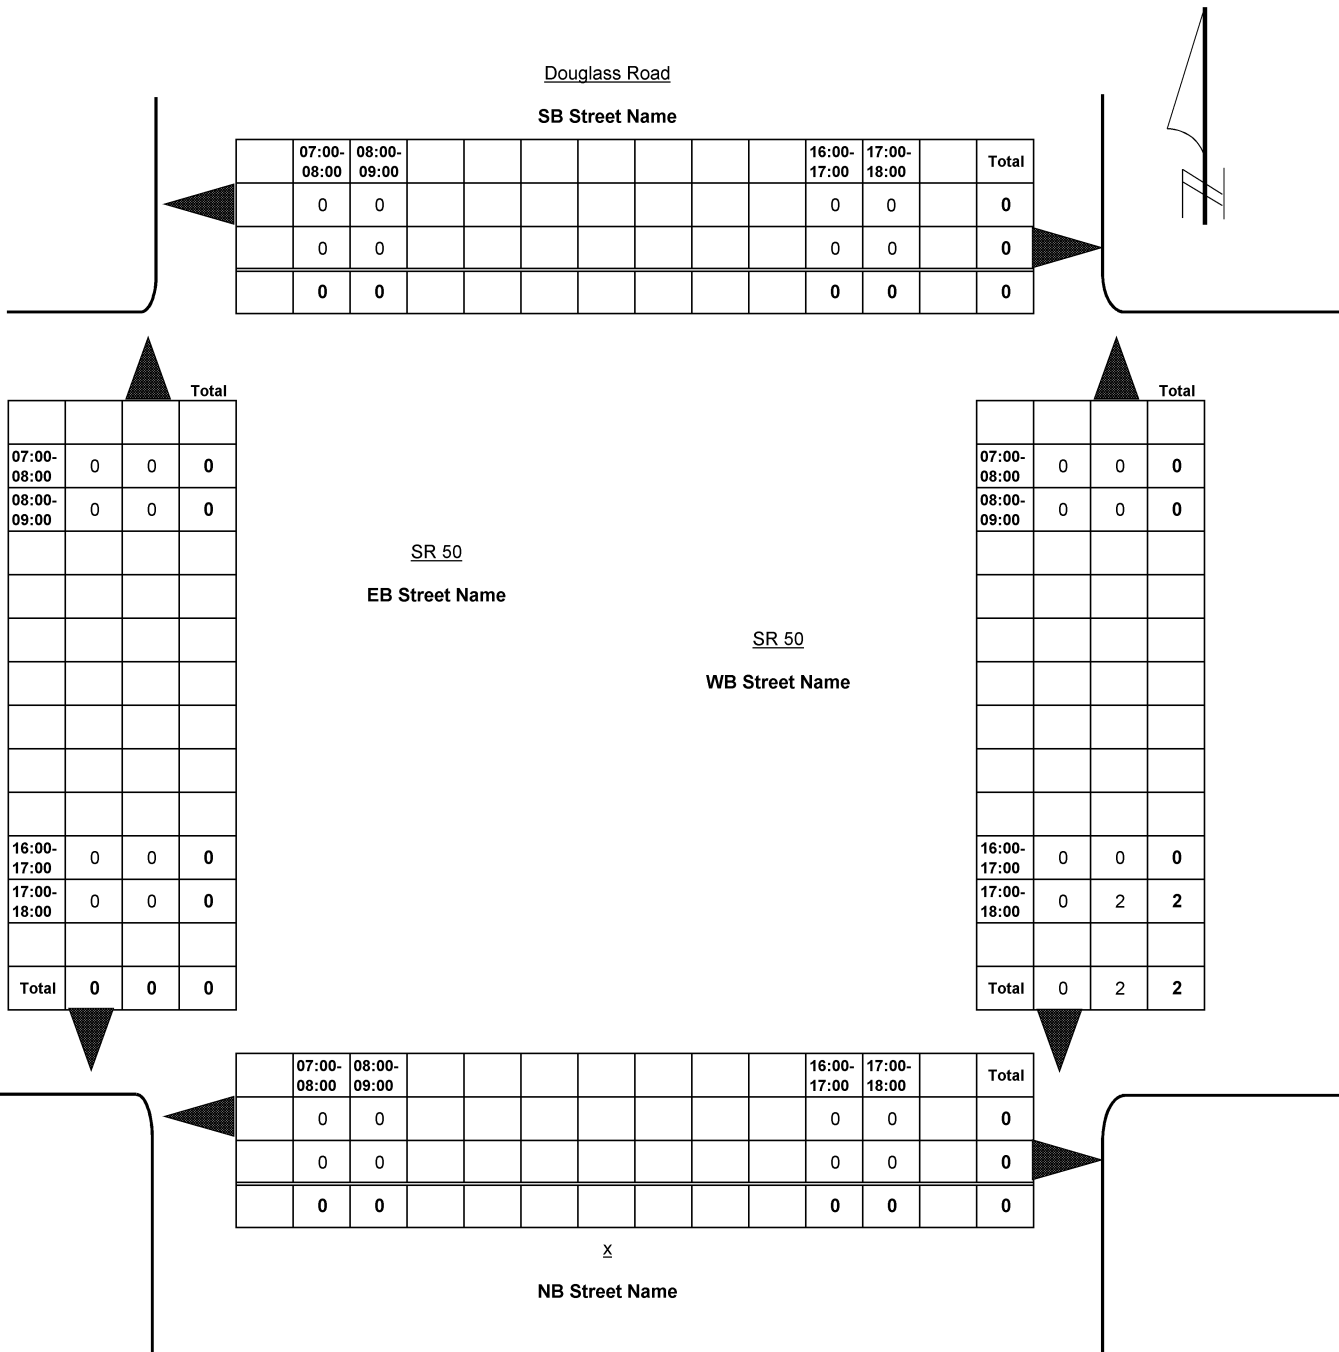 Douglass Road
SB Street Name
07:00-08:00 08:00-09:00 16:00-17:00 17:00-18:00 Total
0 0 0 0 0
0 0 0 0 0
0 0 0 0 0
Total
07:00-08:00 0 0 0
08:00-09:00 0 0 0
16:00-17:00 0 0 0
17:00-18:00 0 0 0
Total 0 0 0
SR 50
EB Street Name
SR 50
WB Street Name
Total
07:00-08:00 0 0 0
08:00-09:00 0 0 0
16:00-17:00 0 0 0
17:00-18:00 0 2 2
Total 0 2 2
07:00-08:00 08:00-09:00 16:00-17:00 17:00-18:00 Total
0 0 0 0 0
0 0 0 0 0
0 0 0 0 0
x
NB Street Name